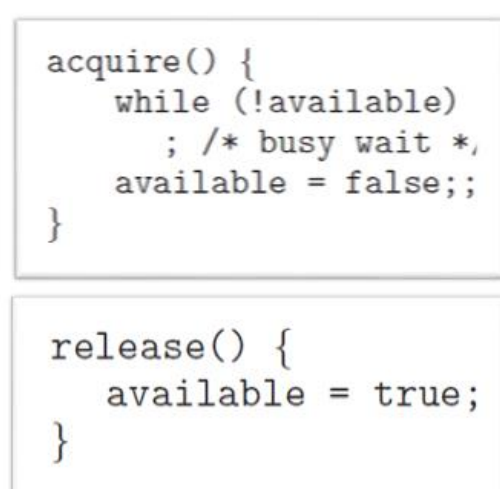 acquire() {
while (!available)
; /* busy wait *
available = false;;
}
release() {
available = true;
}